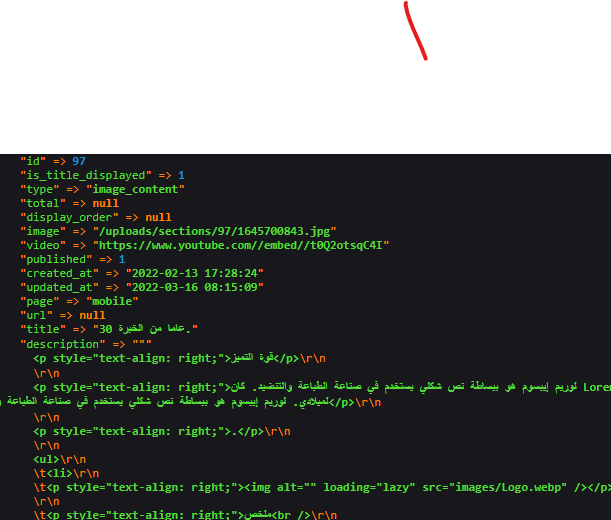 "id" => 97
"is_title_displayed" => 1
"type" => "image_content"
"total" => null
"display_order" => null
"image" => "/uploads/sections/97/1645700843.jpg"
"video" => "https://www.youtube.com//embed//t0Q2otsqC4I"
"published" => 1
"created_at" => "2022-02-13 17:28:24"
"updated_at" => "2022-03-16 08:15:09"
"page" => "mobile"
"url" => null
"title" => "30 عاما من الخبرة."
"description" => """
<p style="text-align: right;">قوة التميز</p>\r\n
\r\n
<p style="text-align: right;">لوريم إيبسوم هو ببساطة نص شكلي يستخدم في صناعة الطباعة والتنضيد. كان Lorem
لميلادي. لوريم إيبسوم هو ببساطة نص شكلي يستخدم في صناعة الطباعة و</p>\r\n
\r\n
<p style="text-align: right;">.</p>\r\n
\r\n
<ul>\r\n
\t<li>\r\n
\t<p style="text-align: right;"><img alt="" loading="lazy" src="images/Logo.webp" /></p>
\r\n
\t<p style="text-align: right;">ملخص<br />\r\n